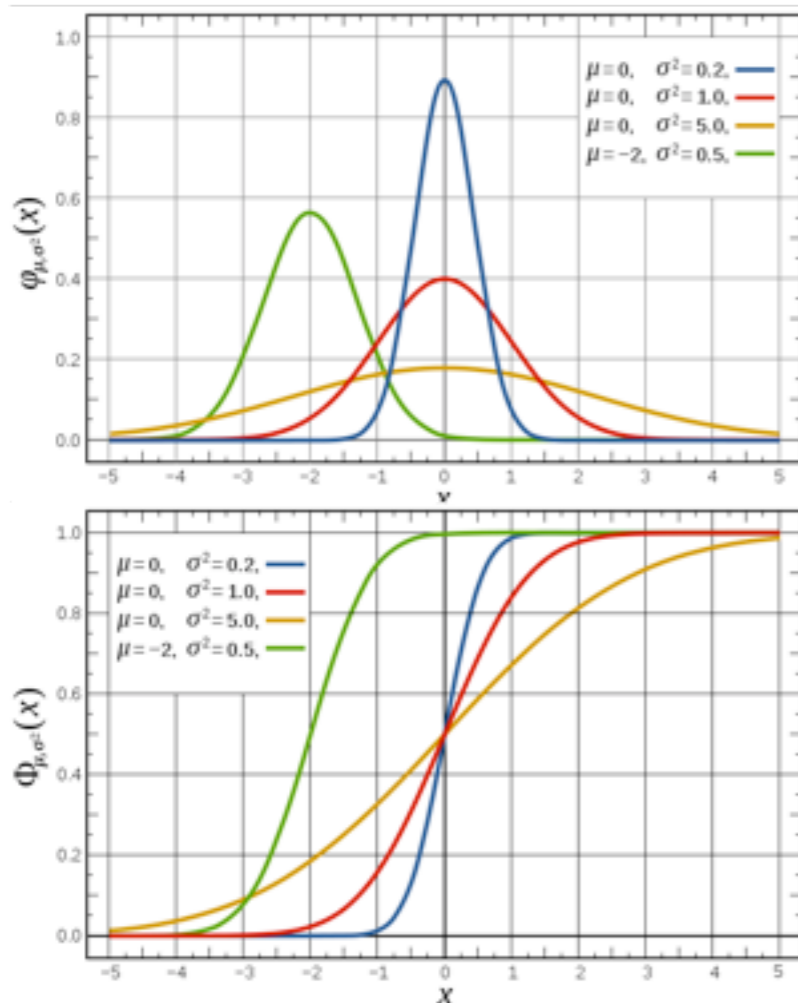 1.0
μ=0, σ²=0.2,
μ=0, σ²=1.0,
0.8
μ=0, σ²=5.0,
μ=−2, σ²=0.5,
0.6
φμ,σ²(x)
0.4
0.2
0.0
−5 −4 −3 −2 −1 0 1 2 3 4 5
1.0
μ=0, σ²=0.2,
μ=0, σ²=1.0,
0.8
μ=0, σ²=5.0,
μ=−2, σ²=0.5,
0.6
Φμ,σ²(x)
0.4
0.2
0.0
−5 −4 −3 −2 −1 0 1 2 3 4 5
x